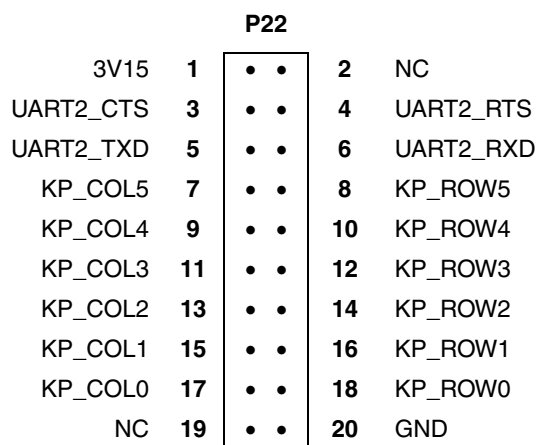 P22
3V15 1 • • 2 NC
UART2_CTS 3 • • 4 UART2_RTS
UART2_TXD 5 • • 6 UART2_RXD
KP_COL5 7 • • 8 KP_ROW5
KP_COL4 9 • • 10 KP_ROW4
KP_COL3 11 • • 12 KP_ROW3
KP_COL2 13 • • 14 KP_ROW2
KP_COL1 15 • • 16 KP_ROW1
KP_COL0 17 • • 18 KP_ROW0
NC 19 • • 20 GND